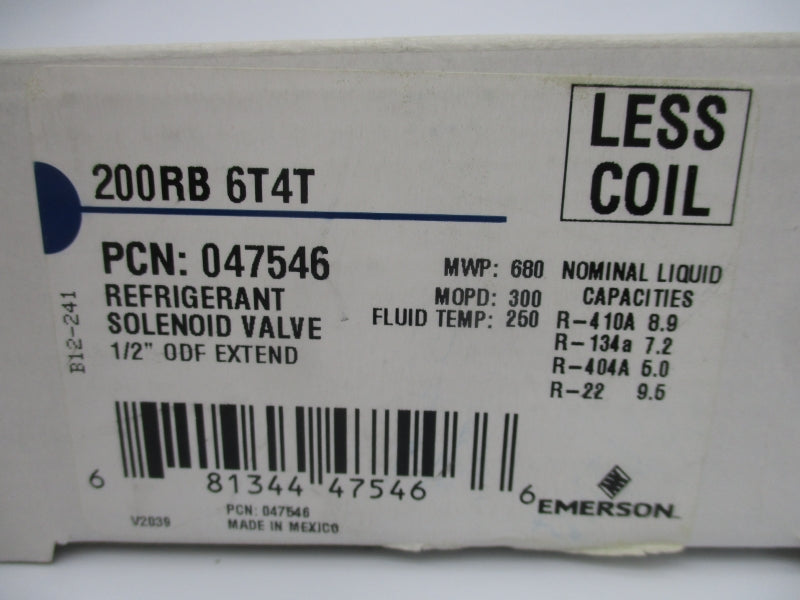 LESS
COIL
200RB 6T4T
PCN: 047546
REFRIGERANT
SOLENOID VALVE
1/2" ODF EXTEND
MWP: 680
MOPD: 300
FLUID TEMP: 250
NOMINAL LIQUID
CAPACITIES
R-410A 8.9
R-134a 7.2
R-404A 5.0
R-22 9.5
B12-241
6 81344 47546 6
V2039
PCN: 047546
MADE IN MEXICO
EMERSON